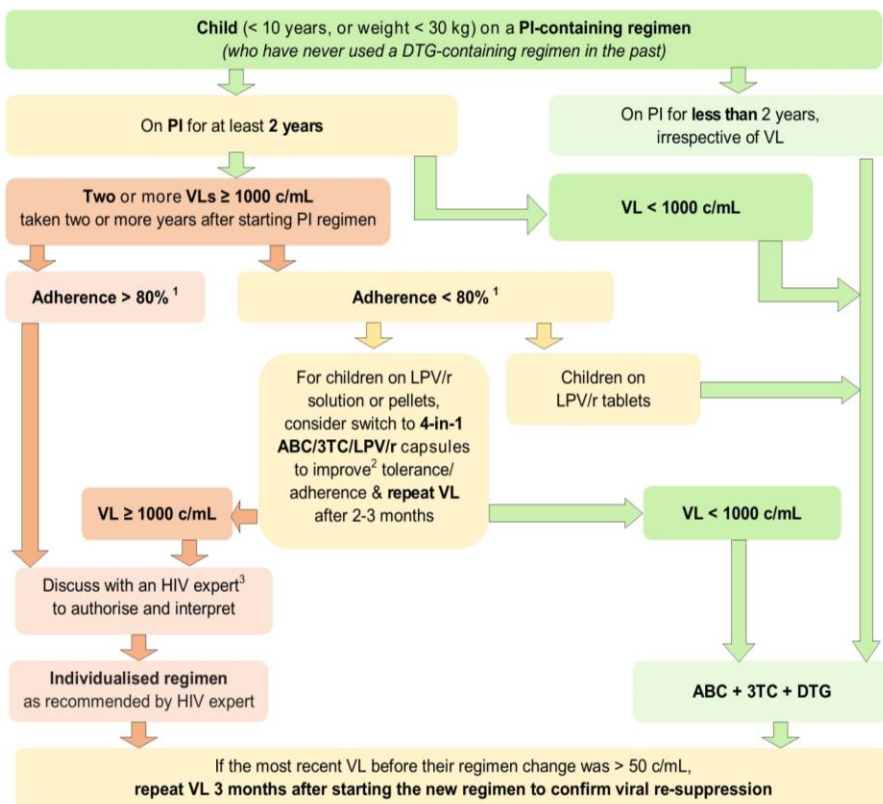 Child (< 10 years, or weight < 30 kg) on a PI-containing regimen
(who have never used a DTG-containing regimen in the past)
On PI for at least 2 years
On PI for less than 2 years,
irrespective of VL
Two or more VLs ≥ 1000 c/mL
taken two or more years after starting PI regimen
VL < 1000 c/mL
Adherence > 80% ¹
Adherence < 80% ¹
For children on LPV/r
solution or pellets,
consider switch to 4-in-1
ABC/3TC/LPV/r capsules
to improve² tolerance/
adherence & repeat VL
after 2-3 months
Children on
LPV/r tablets
VL ≥ 1000 c/mL
VL < 1000 c/mL
Discuss with an HIV expert³
to authorise and interpret
Individualised regimen
as recommended by HIV expert
ABC + 3TC + DTG
If the most recent VL before their regimen change was > 50 c/mL,
repeat VL 3 months after starting the new regimen to confirm viral re-suppression